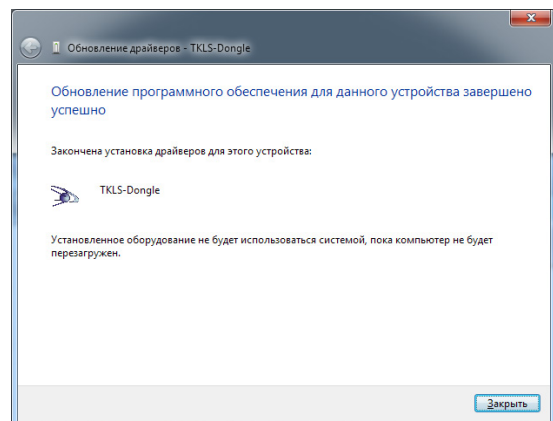 Обновление драйверов - TKLS-Dongle
Обновление программного обеспечения для данного устройства завершено
успешно
Закончена установка драйверов для этого устройства:
TKLS-Dongle
Установленное оборудование не будет использоваться системой, пока компьютер не будет
перезагружен.
Закрыть